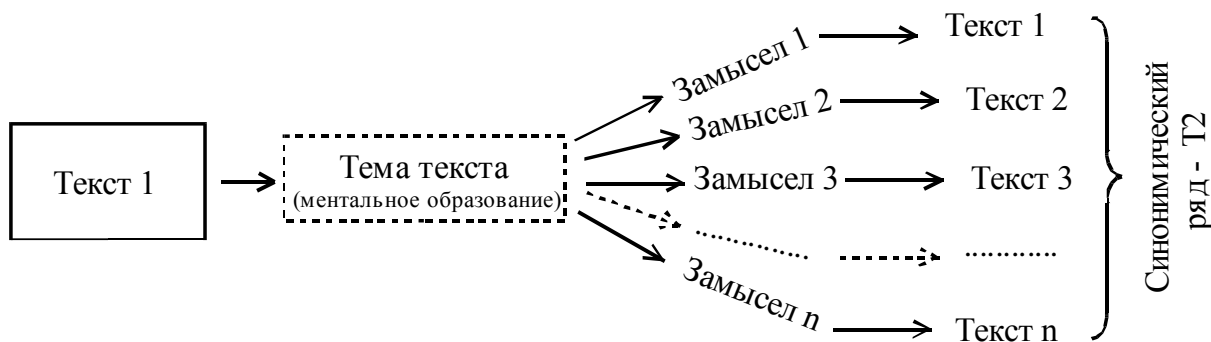 Текст 1
Тема текста
(ментальное образование)
Замысел 1
Текст 1
Замысел 2
Текст 2
Замысел 3
Текст 3
............
............
Замысел n
Текст n
Синонимический
ряд - Т2